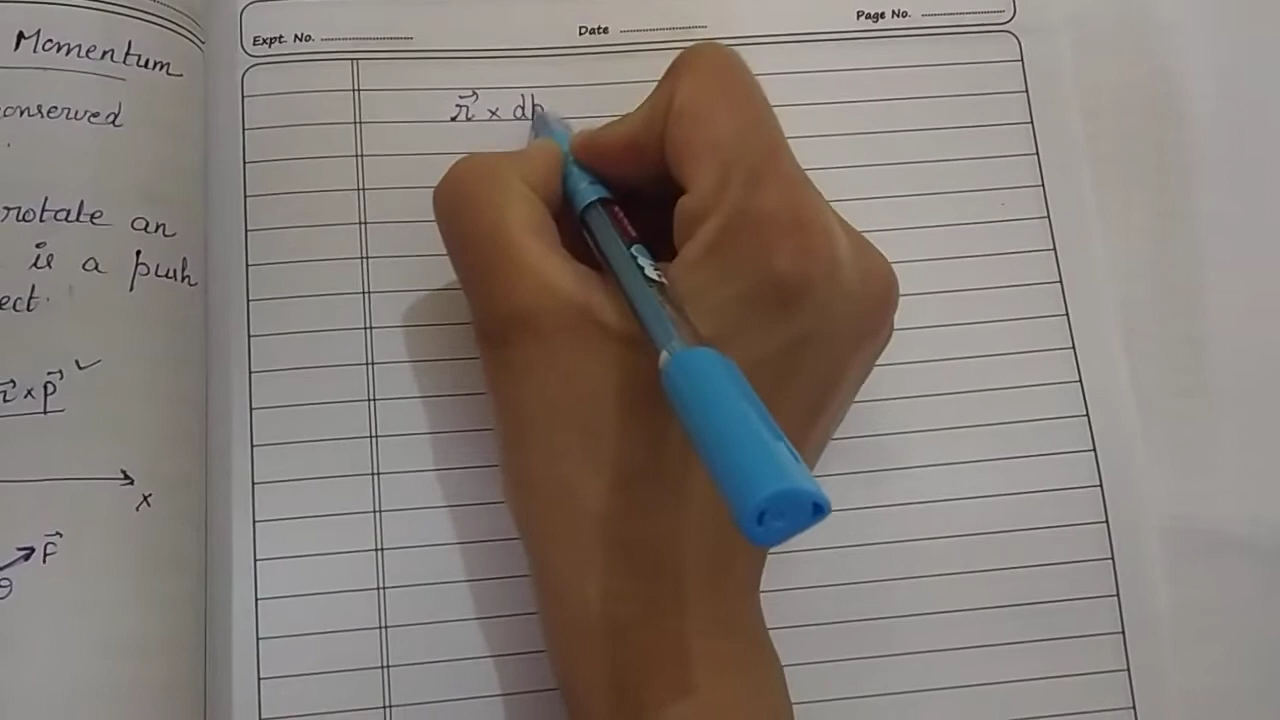 Momentum
onserved
rotate an
is a push
ect.
r⃗ × p⃗ ✓
x
F⃗
θ
Expt. No. .................... Date .................... Page No. ....................
r⃗ × dp